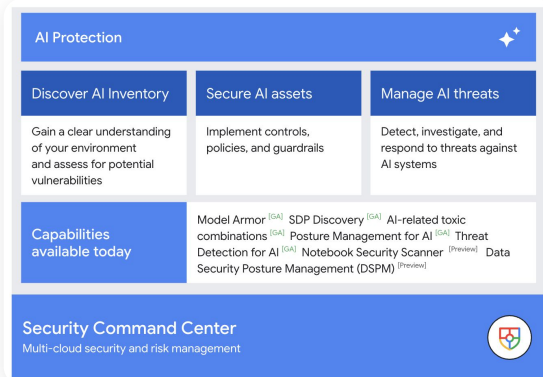 AI Protection
Discover AI Inventory
Gain a clear understanding
of your environment
and assess for potential
vulnerabilities
Secure AI assets
Implement controls,
policies, and guardrails
Manage AI threats
Detect, investigate, and
respond to threats against
AI systems
Capabilities
available today
Model Armor [GA] SDP Discovery [GA] AI-related toxic
combinations [GA] Posture Management for AI [GA] Threat
Detection for AI [GA] Notebook Security Scanner [Preview] Data
Security Posture Management (DSPM) [Preview]
Security Command Center
Multi-cloud security and risk management